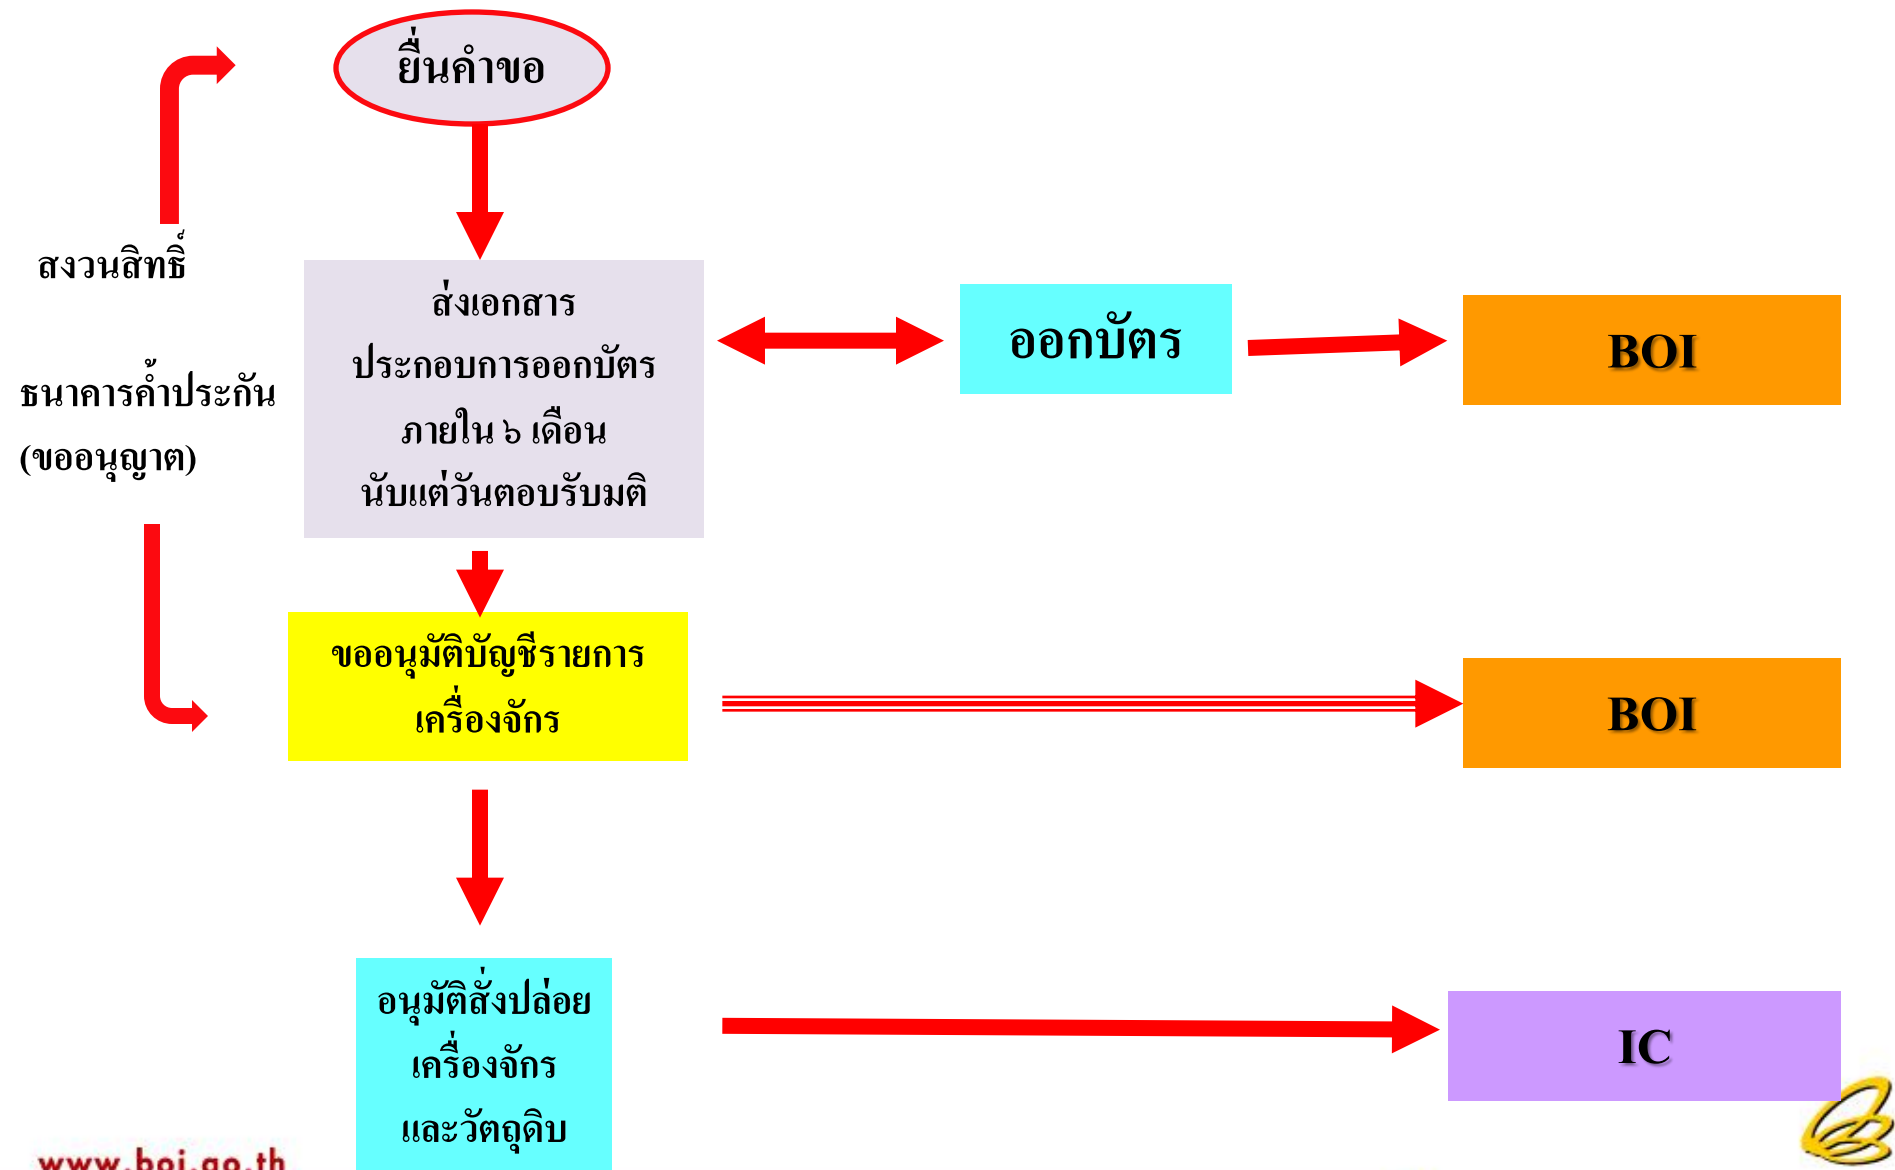 ยื่นคำขอ
สงวนสิทธิ์
ธนาคารค้ำประกัน
(ขออนุญาต)
ส่งเอกสาร
ประกอบการออกบัตร
ภายใน ๖ เดือน
นับแต่วันตอบรับมติ
ออกบัตร
BOI
ขออนุมัติบัญชีรายการ
เครื่องจักร
BOI
อนุมัติสั่งปล่อย
เครื่องจักร
และวัตถุดิบ
IC
www.boi.go.th